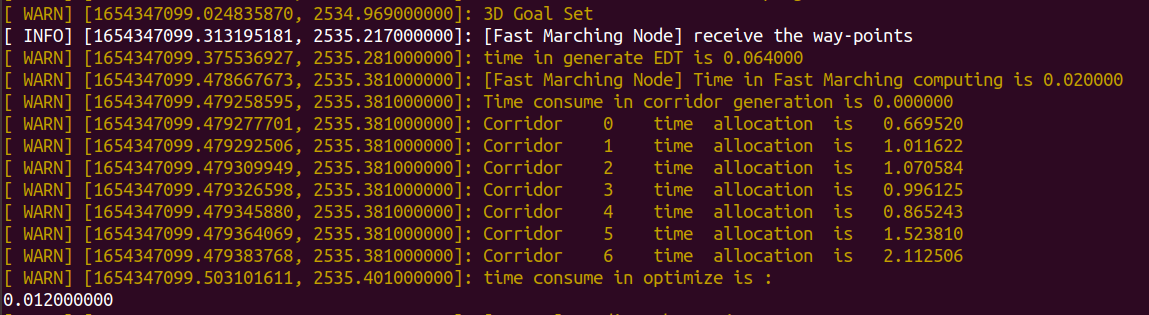 [ WARN] [1654347099.024835870, 2534.969000000]: 3D Goal Set
[ INFO] [1654347099.313195181, 2535.217000000]: [Fast Marching Node] receive the way-points
[ WARN] [1654347099.375536927, 2535.281000000]: time in generate EDT is 0.064000
[ WARN] [1654347099.478667673, 2535.381000000]: [Fast Marching Node] Time in Fast Marching computing is 0.020000
[ WARN] [1654347099.479258595, 2535.381000000]: Time consume in corridor generation is 0.000000
[ WARN] [1654347099.479277701, 2535.381000000]: Corridor    0    time  allocation  is   0.669520
[ WARN] [1654347099.479292506, 2535.381000000]: Corridor    1    time  allocation  is   1.011622
[ WARN] [1654347099.479309949, 2535.381000000]: Corridor    2    time  allocation  is   1.070584
[ WARN] [1654347099.479326598, 2535.381000000]: Corridor    3    time  allocation  is   0.996125
[ WARN] [1654347099.479345880, 2535.381000000]: Corridor    4    time  allocation  is   0.865243
[ WARN] [1654347099.479364069, 2535.381000000]: Corridor    5    time  allocation  is   1.523810
[ WARN] [1654347099.479383768, 2535.381000000]: Corridor    6    time  allocation  is   2.112506
[ WARN] [1654347099.503101611, 2535.401000000]: time consume in optimize is :
0.012000000